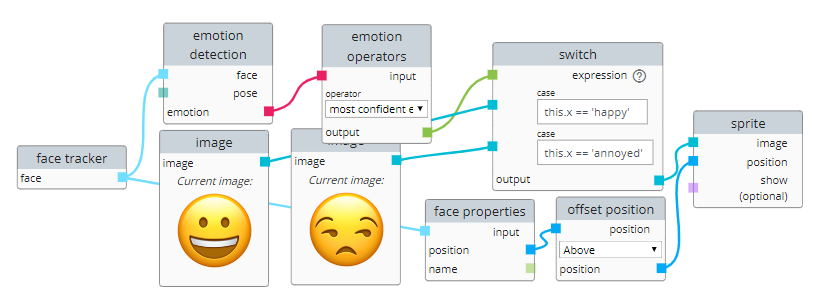 emotion
detection
face
pose
emotion
emotion
operators
input
operator
most confident e
output
switch
expression ?
case
this.x == 'happy'
case
this.x == 'annoyed'
output
sprite
image
position
show
(optional)
face tracker
face
image
image
Current image:
image
image
Current image:
face properties
input
position
name
offset position
position
Above
position